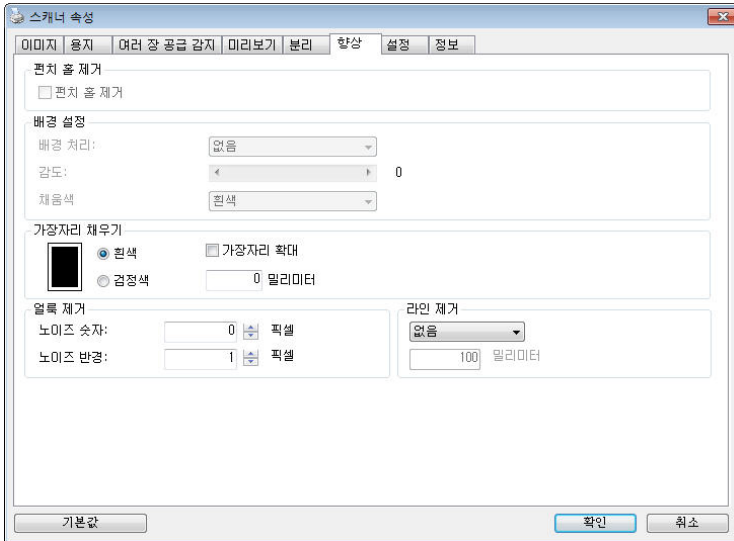 스캐너 속성
이미지 용지 여러 장 공급 감지 미리보기 분리 향상 설정 정보
펀치 홀 제거
펀치 홀 제거
배경 설정
배경 처리: 없음
감도: 0
채움색 흰색
가장자리 채우기
흰색 가장자리 확대
검정색 0 밀리미터
얼룩 제거 라인 제거
노이즈 숫자: 0 픽셀 없음
노이즈 반경: 1 픽셀 100 밀리미터
기본값 확인 취소